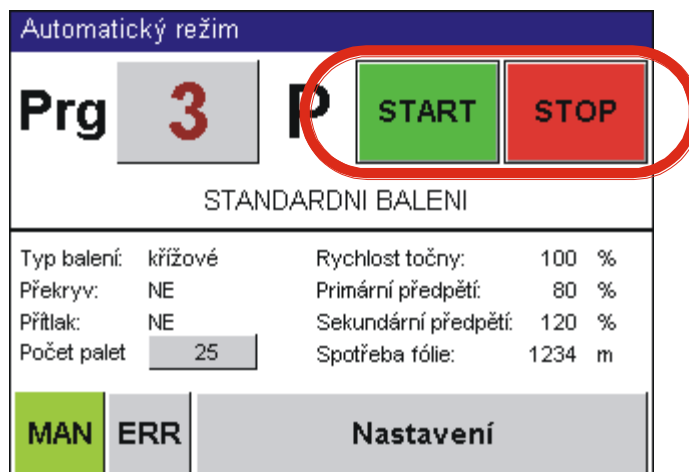 Automatický režim
Prg 3 P START STOP
STANDARDNI BALENI
Typ balení: křížové Rychlost točny: 100 %
Překryv: NE Primární předpětí: 80 %
Přítlak: NE Sekundární předpětí: 120 %
Počet palet 25 Spotřeba fólie: 1234 m
MAN ERR Nastavení